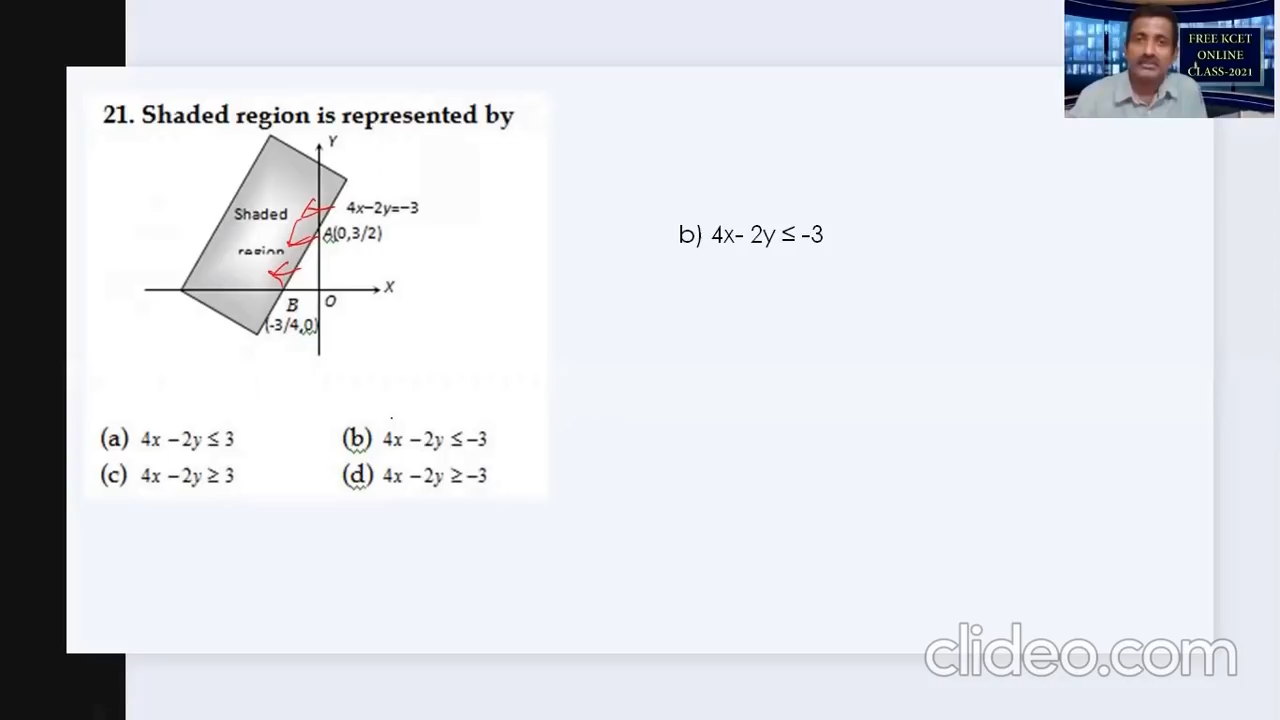 FREE KCET
ONLINE
CLASS-2021
21. Shaded region is represented by
Y
Shaded
region
4x−2y=−3
A(0,3/2)
X
B
O
(-3/4,0)
b) 4x- 2y ≤ -3
(a) 4x − 2y ≤ 3
(b) 4x − 2y ≤ −3
(c) 4x − 2y ≥ 3
(d) 4x − 2y ≥ −3
clideo.com